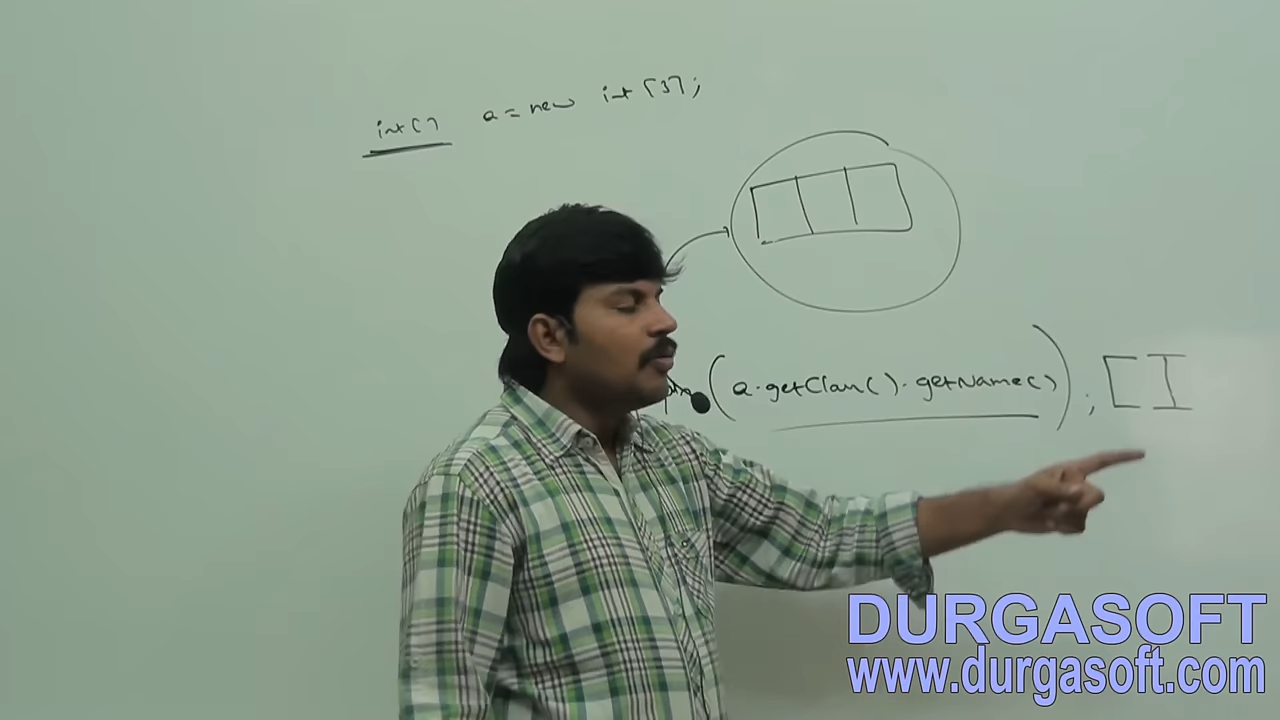 int[] a = new int[3];
(a.getClass().getName()); [I
DURGASOFT
www.durgasoft.com